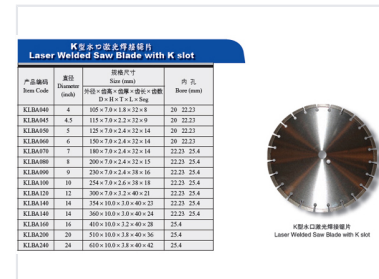 K型水口激光焊接锯片
Laser Welded Saw Blade with K slot
产品编码 Item Code 直径 Diameter (inch) 规格尺寸 Size (mm) 内 孔 Bore (mm)
外径×齿高×齿厚×齿长×齿数 D×H×T×L×Seg
KLBA040 4 105×7.0×1.8×32×8 20 22.23
KLBA045 4.5 115×7.0×2.2×32×9 20 22.23
KLBA050 5 125×7.0×2.4×32×14 20 22.23
KLBA060 6 150×7.0×2.4×32×14 20 22.23
KLBA070 7 180×7.0×2.4×32×14 22.23 25.4
KLBA080 8 200×7.0×2.4×32×15 22.23 25.4
KLBA000 9 230×7.0×2.4×38×16 22.23 25.4
KLBA100 10 254×7.0×2.6×38×18 22.23 25.4
KLBA120 12 300×7.0×3.2×40×21 22.23 25.4
KLBA140 14 354×10.0×3.0×40×23 22.23 25.4
KLBA140 14 360×10.0×3.0×40×24 22.23 25.4
KLBA160 16 410×10.0×3.2×40×28 25.4
KLBA200 20 510×10.0×3.8×40×36 25.4
KLBA240 24 610×10.0×3.8×40×42 25.4
K型水口激光焊接锯片
Laser Welded Saw Blade with K slot